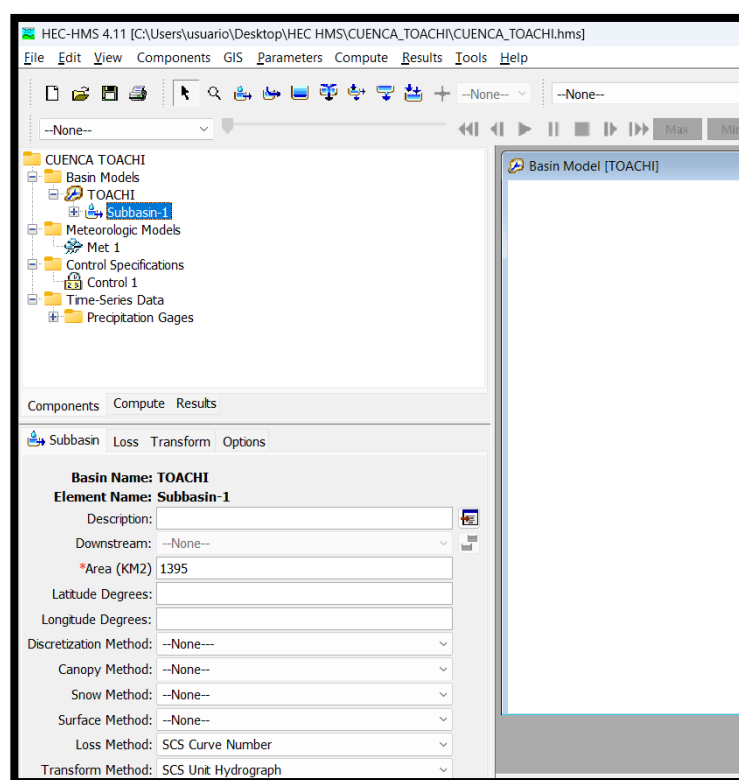 HEC-HMS 4.11 [C:\Users\usuario\Desktop\HEC HMS\CUENCA_TOACHI\CUENCA_TOACHI.hms]
File Edit View Components GIS Parameters Compute Results Tools Help
--None-- --None--
--None-- Max Min
CUENCA TOACHI
Basin Models
TOACHI
Subbasin-1
Meteorologic Models
Met 1
Control Specifications
Control 1
Time-Series Data
Precipitation Gages
Components Compute Results
Basin Model [TOACHI]
Subbasin Loss Transform Options
Basin Name: TOACHI
Element Name: Subbasin-1
Description:
Downstream: --None--
*Area (KM2) 1395
Latitude Degrees:
Longitude Degrees:
Discretization Method: --None---
Canopy Method: --None--
Snow Method: --None--
Surface Method: --None--
Loss Method: SCS Curve Number
Transform Method: SCS Unit Hydrograph